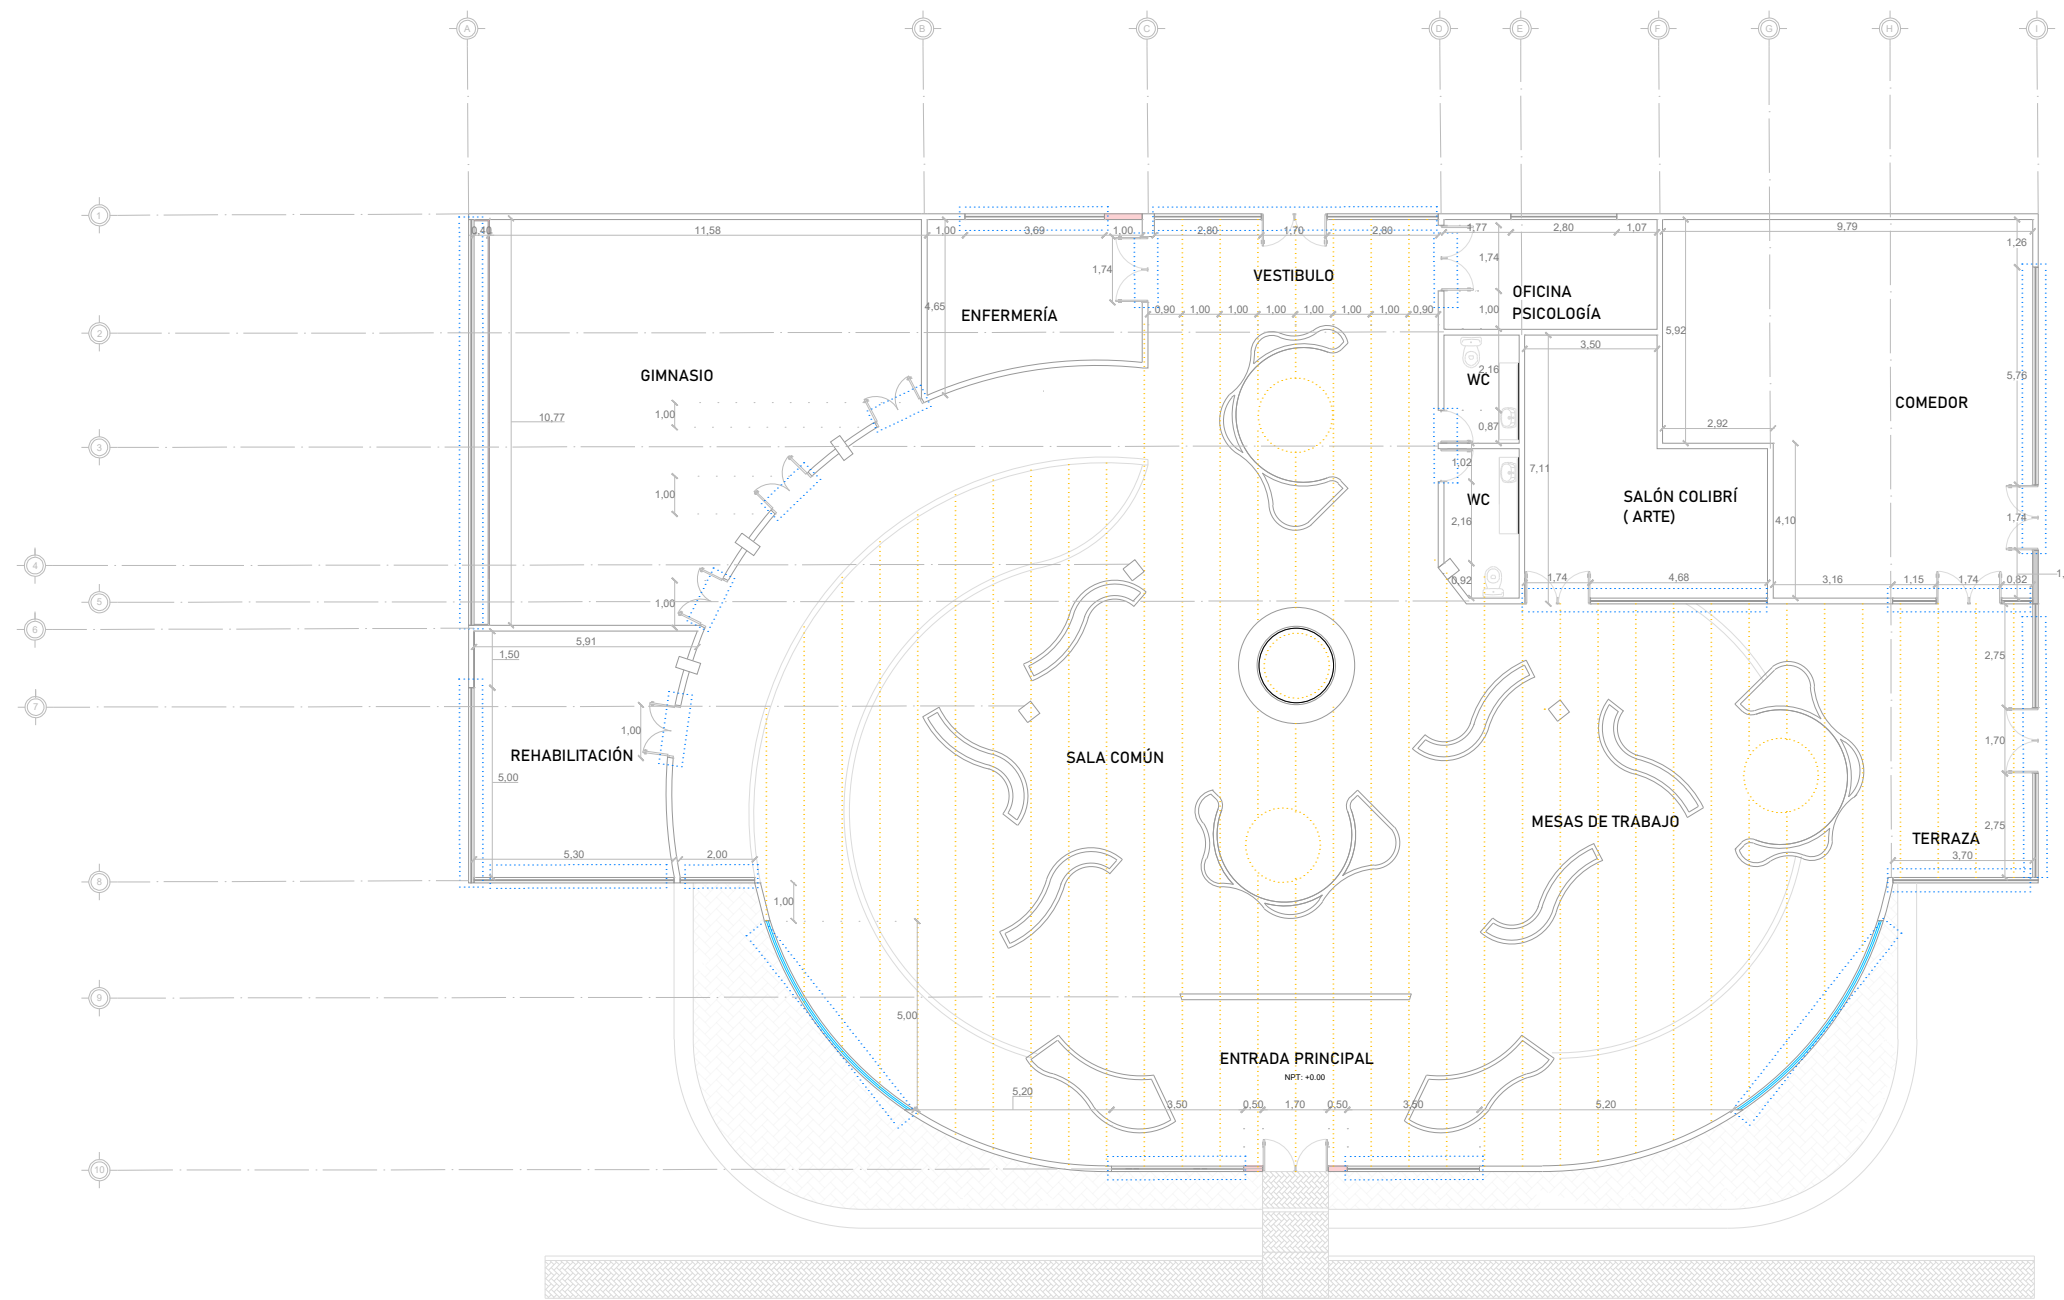 A B C D E F G H I
1
0,40 11,58 1,00 3,69 1,00 2,80 1,70 2,80 1,77 2,80 1,07 9,79
1,26
1,74 1,74
VESTIBULO
OFICINA
PSICOLOGÍA
4,65
ENFERMERÍA
0,90 1,00 1,00 1,00 1,00 1,00 1,00 0,90 1,00
2
5,92
3,50
GIMNASIO
2,16
WC
5,76
COMEDOR
1,00
10,77
0,87
2,92
3
1,02
7,11
1,00
WC
SALÓN COLIBRÍ
( ARTE)
2,16
4,10
1,74
4
0,92 1,74 4,68 3,16 1,15 1,74 0,82
1,
5
1,00
6
5,91
1,50
2,75
7
1,00
1,70
REHABILITACIÓN
SALA COMÚN
5,00
MESAS DE TRABAJO
2,75
TERRAZA
5,30 2,00
3,70
8
1,00
9
5,00
ENTRADA PRINCIPAL
NPT: +0.00
5,20
3,50 0,50 1,70 0,50 3,50 5,20
10